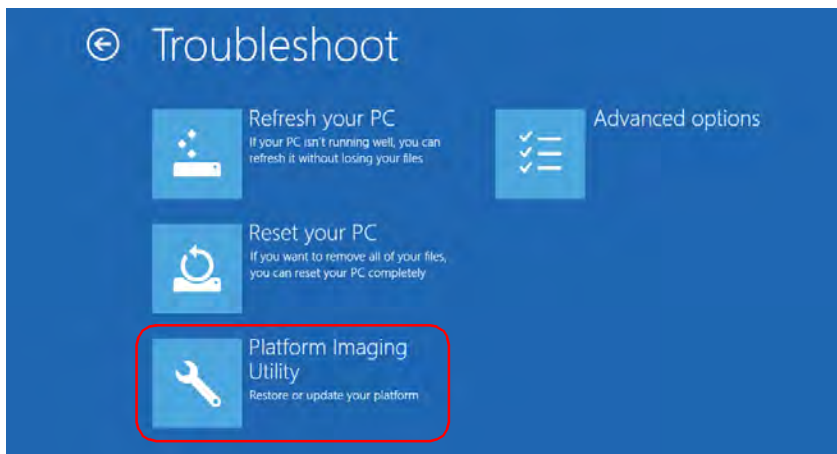 Troubleshoot
Refresh your PC
If your PC isn't running well, you can
refresh it without losing your files
Advanced options
Reset your PC
If you want to remove all of your files,
you can reset your PC completely
Platform Imaging
Utility
Restore or update your platform